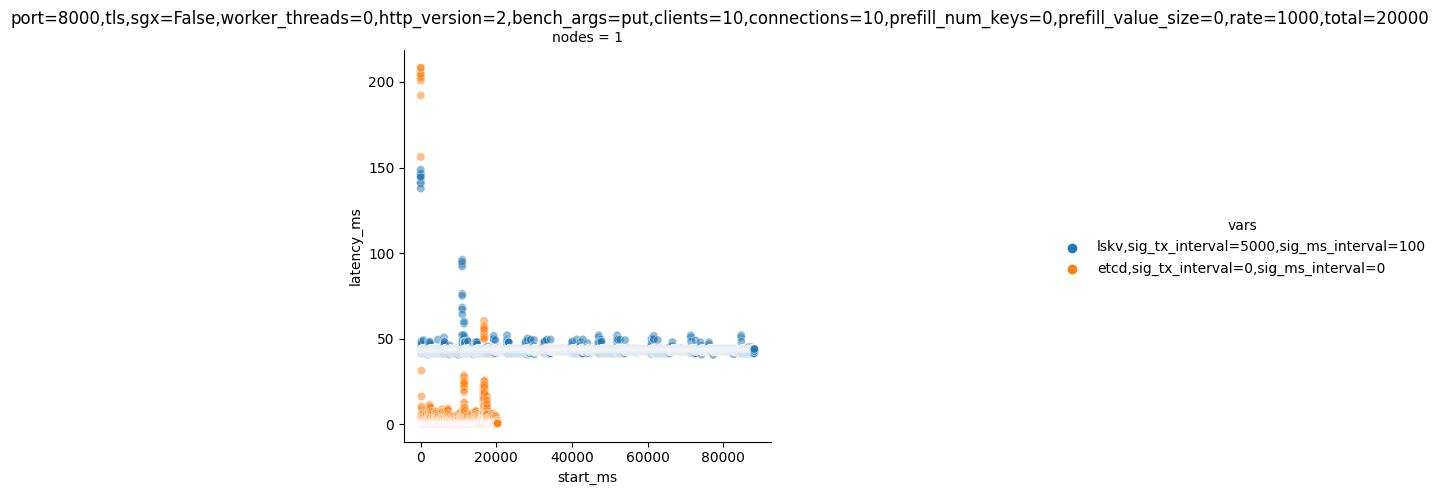 port=8000,tls,sgx=False,worker_threads=0,http_version=2,bench_args=put,clients=10,connections=10,prefill_num_keys=0,prefill_value_size=0,rate=1000,total=20000
nodes = 1
200
150
100
50
0
latency_ms
0 20000 40000 60000 80000
start_ms
vars
lskv,sig_tx_interval=5000,sig_ms_interval=100
etcd,sig_tx_interval=0,sig_ms_interval=0